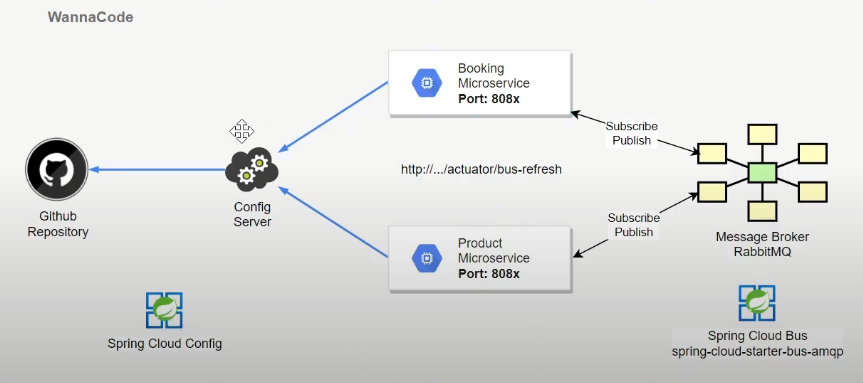 WannaCode
Booking
Microservice
Port: 808x
Subscribe
Publish
http://.../actuator/bus-refresh
Github
Repository
Config
Server
Product
Microservice
Port: 808x
Subscribe
Publish
Message Broker
RabbitMQ
Spring Cloud Config
Spring Cloud Bus
spring-cloud-starter-bus-amqp